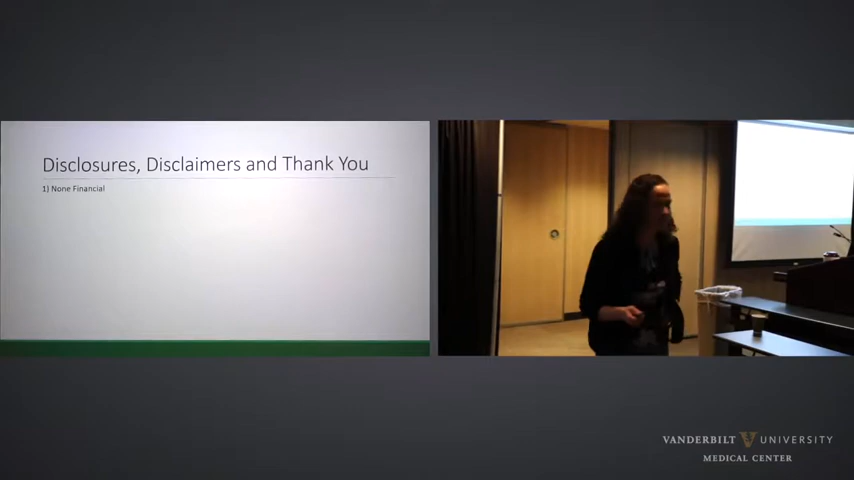 Disclosures, Disclaimers and Thank You
1) None Financial
VANDERBILT V UNIVERSITY
MEDICAL CENTER